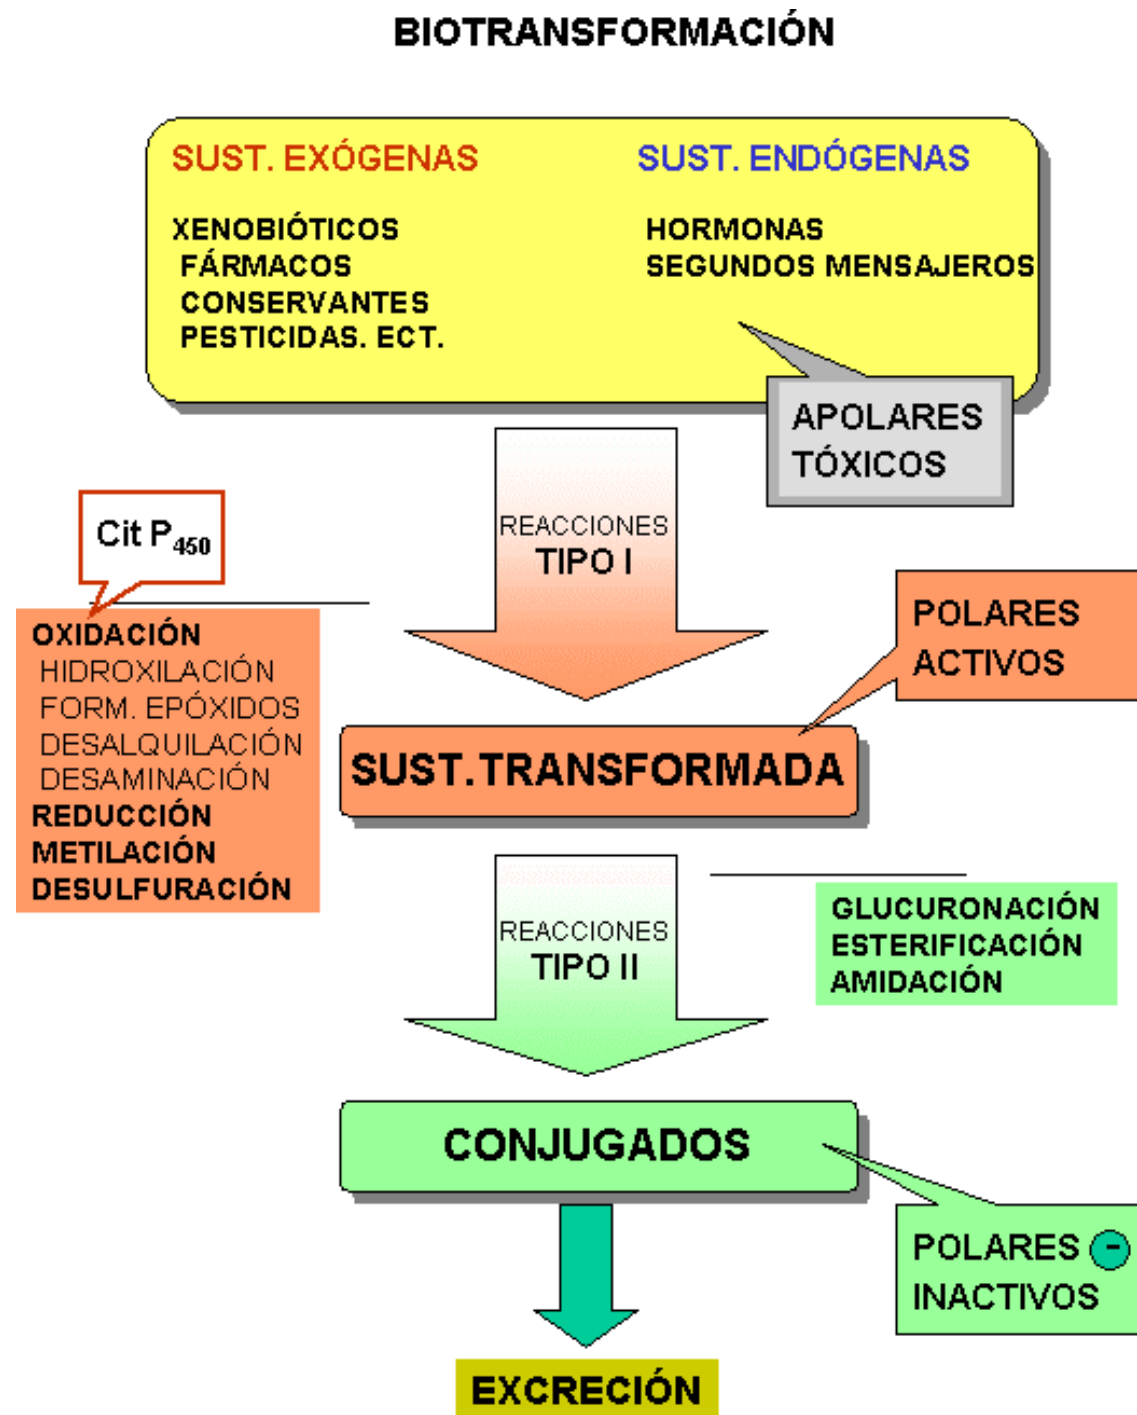 BIOTRANSFORMACIÓN
SUST. EXÓGENAS
XENOBIÓTICOS
FÁRMACOS
CONSERVANTES
PESTICIDAS. ECT.
SUST. ENDÓGENAS
HORMONAS
SEGUNDOS MENSAJEROS
APOLARES
TÓXICOS
REACCIONES
TIPO I
Cit P450
OXIDACIÓN
HIDROXILACIÓN
FORM. EPÓXIDOS
DESALQUILACIÓN
DESAMINACIÓN
REDUCCIÓN
METILACIÓN
DESULFURACIÓN
POLARES
ACTIVOS
SUST.TRANSFORMADA
REACCIONES
TIPO II
GLUCURONACIÓN
ESTERIFICACIÓN
AMIDACIÓN
CONJUGADOS
POLARES -
INACTIVOS
EXCRECIÓN